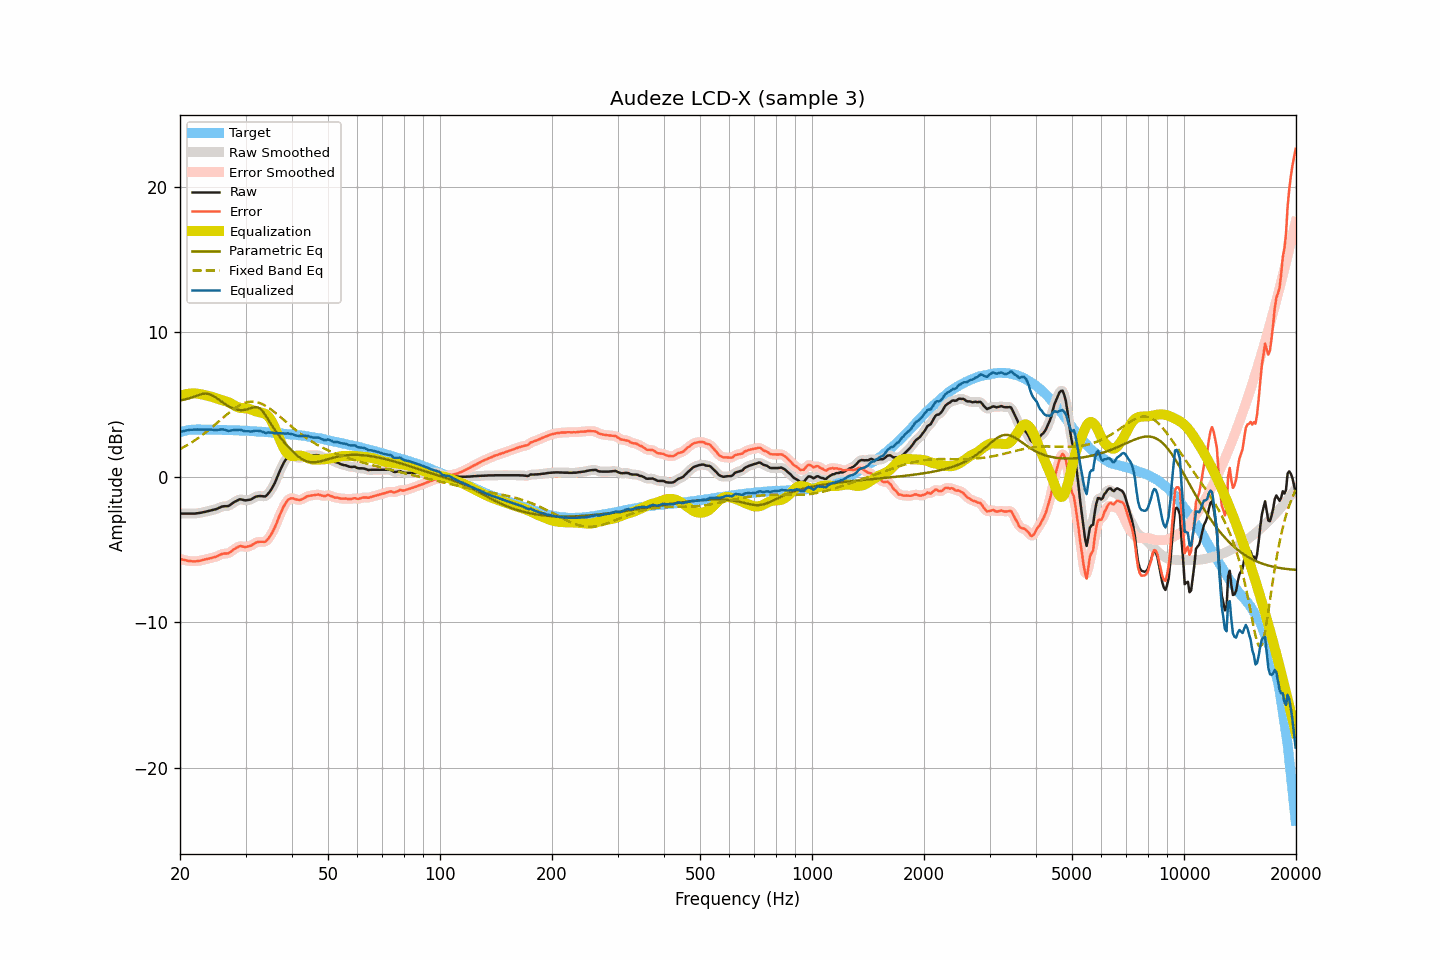 Audeze LCD-X (sample 3)
Target
Raw Smoothed
Error Smoothed
Raw
Error
Equalization
Parametric Eq
Fixed Band Eq
Equalized
20
10
0
−10
−20
Amplitude (dBr)
20 50 100 200 500 1000 2000 5000 10000 20000
Frequency (Hz)